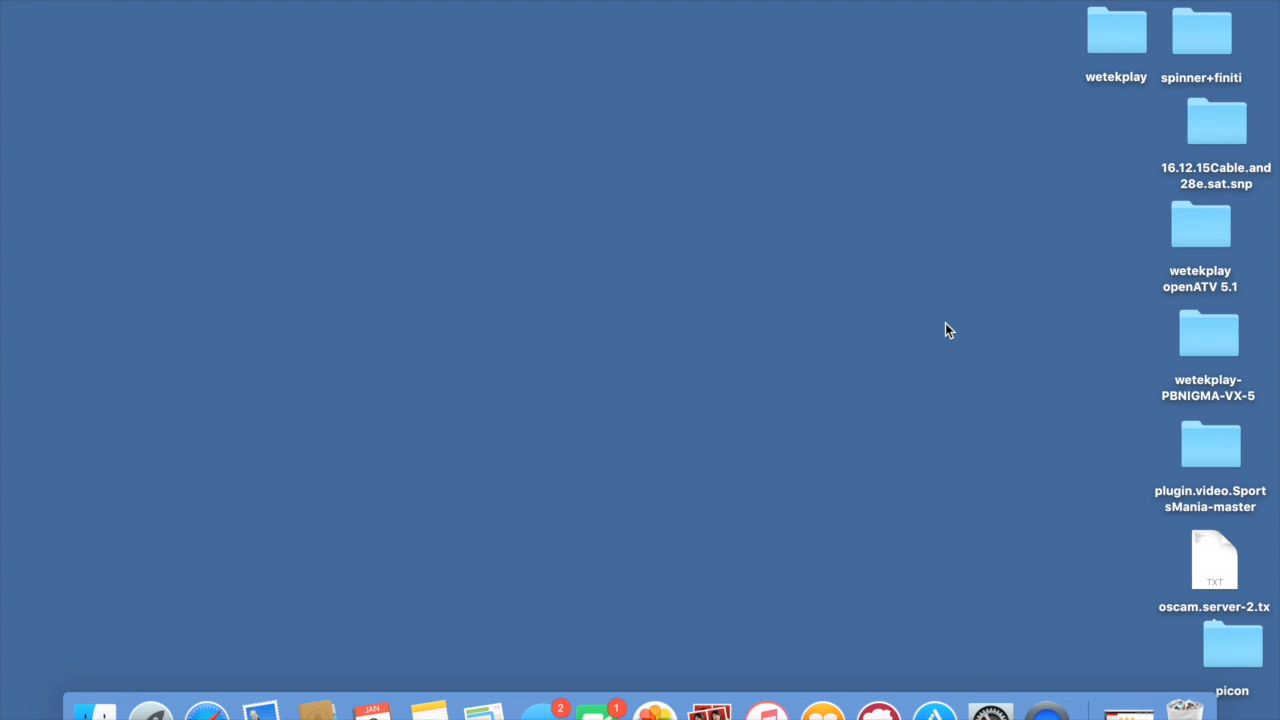 wetekplay
spinner+finiti
16.12.15Cable.and
28e.sat.snp
wetekplay
openATV 5.1
wetekplay-
PBNIGMA-VX-5
plugin.video.Sport
sMania-master
TXT
oscam.server-2.tx
picon
2
1
JAN